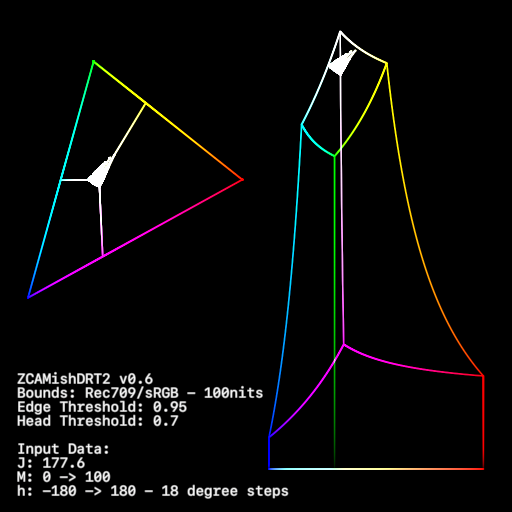 ZCAMishDRT2 v0.6
Bounds: Rec709/sRGB – 100nits
Edge Threshold: 0.95
Head Threshold: 0.7
Input Data:
J: 177.6
M: 0 -> 100
h: -180 -> 180 – 18 degree steps